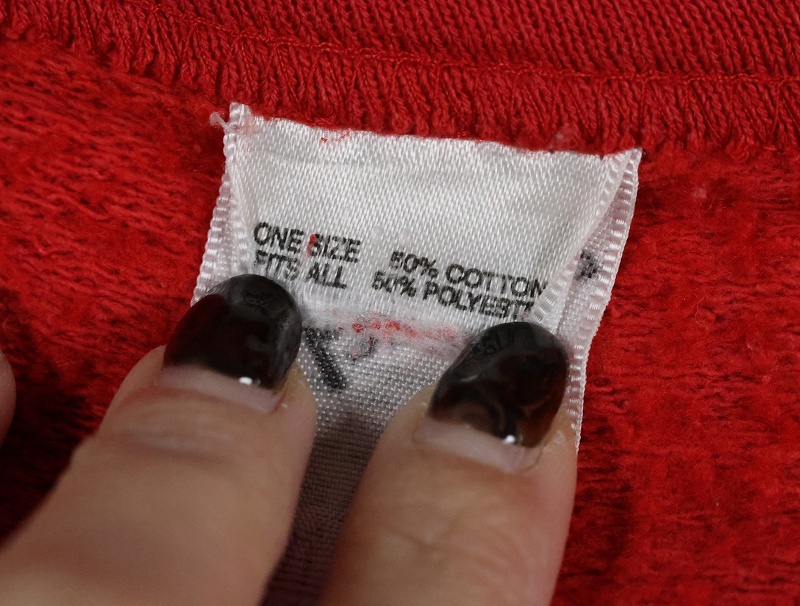 ONE SIZE
FITS ALL
50% COTTON
50% POLYEST